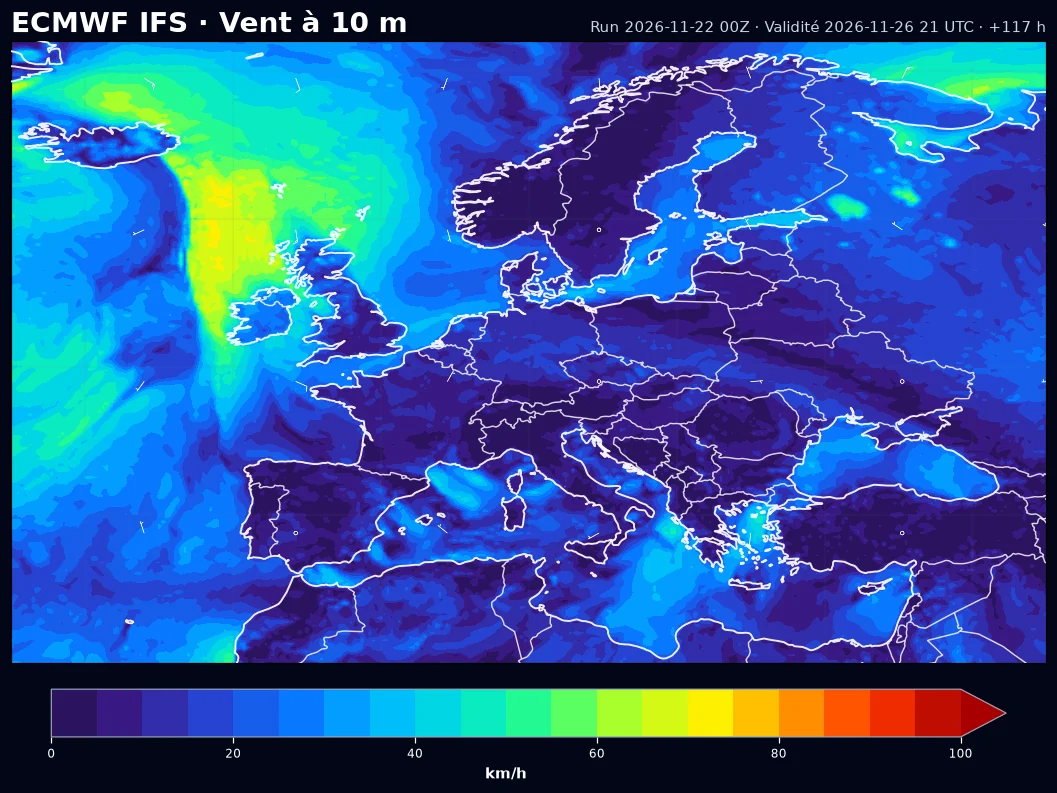 ECMWF IFS · Vent à 10 m
Run 2026-11-22 00Z · Validité 2026-11-26 21 UTC · +117 h
0 20 40 60 80 100
km/h